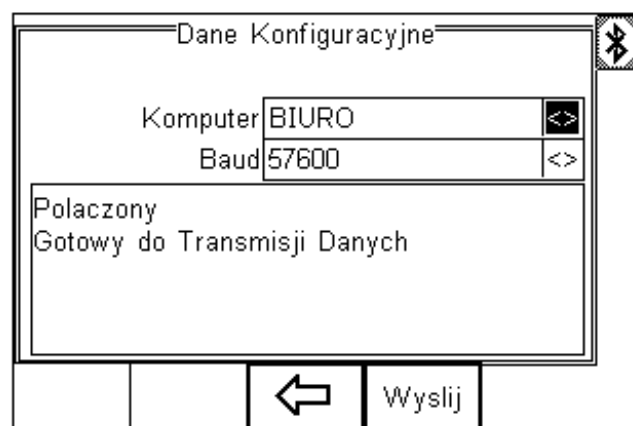 Dane Konfiguracyjne
Komputer BIURO <>
Baud 57600 <>
Polaczony
Gotowy do Transmisji Danych
Wyslij